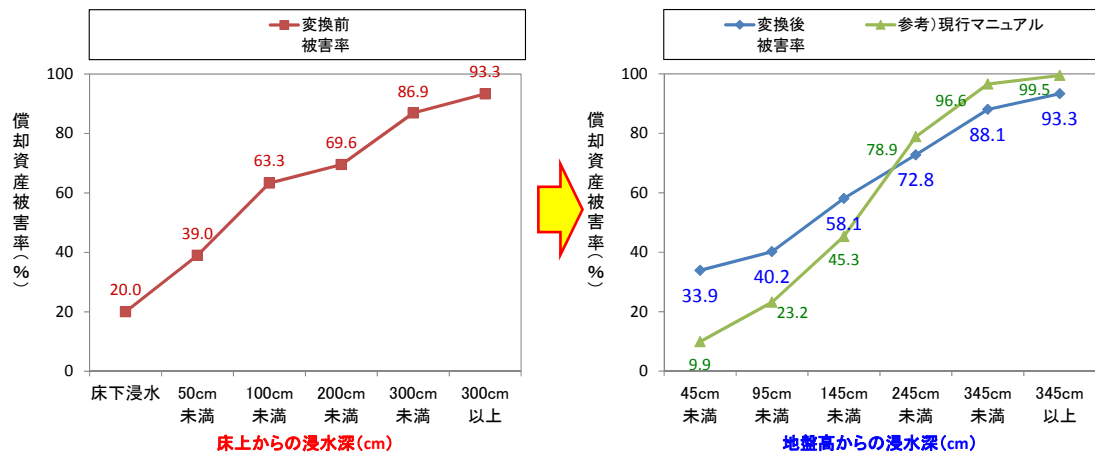 変換前
被害率
償却資産被害率(%)
100
80
60
40
20
0
20.0
39.0
63.3
69.6
86.9
93.3
床下浸水 50cm 100cm 200cm 300cm 300cm
未満 未満 未満 未満 以上
床上からの浸水深(cm)
変換後 参考)現行マニュアル
被害率
償却資産被害率(%)
100
80
60
40
20
0
33.9
40.2
58.1
72.8
88.1
93.3
9.9
23.2
45.3
78.9
96.6
99.5
45cm 95cm 145cm 245cm 345cm 345cm
未満 未満 未満 未満 未満 以上
地盤高からの浸水深(cm)